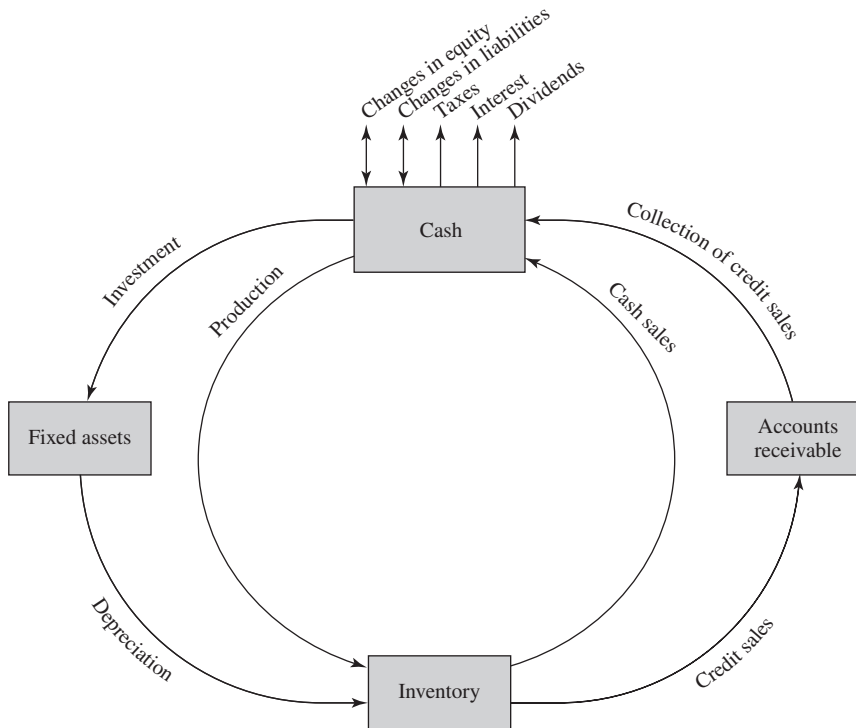 Changes in equity
Changes in liabilities
Taxes
Interest
Dividends
Cash
Collection of credit sales
Investment
Production
Cash sales
Fixed assets
Accounts
receivable
Depreciation
Inventory
Credit sales